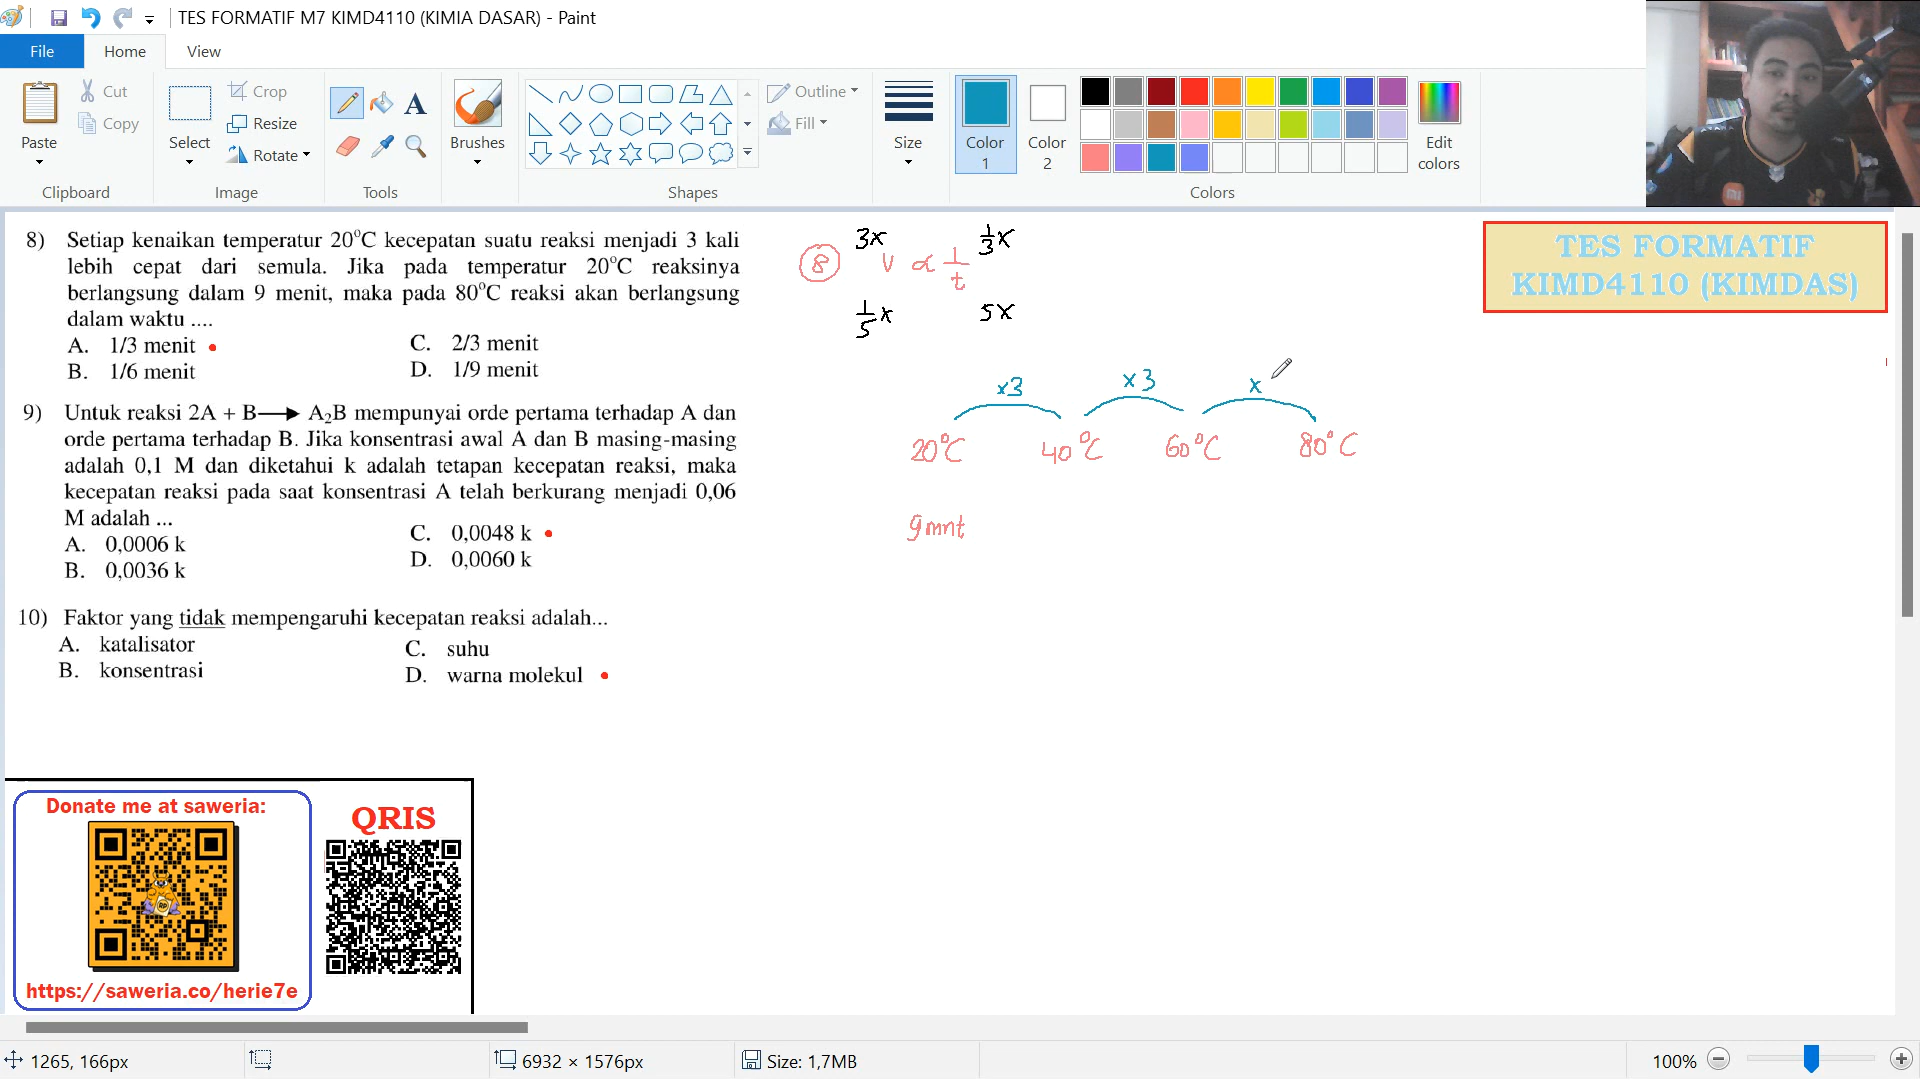 TES FORMATIF M7 KIMD4110 (KIMIA DASAR) - Paint
File Home View
Paste
Cut
Copy
Clipboard
Select
Crop
Resize
Rotate
Image
Tools
Brushes
Shapes
Outline
Fill
Size
Color 1
Color 2
Colors
Edit colors
8) Setiap kenaikan temperatur 20°C kecepatan suatu reaksi menjadi 3 kali
lebih cepat dari semula. Jika pada temperatur 20°C reaksinya
berlangsung dalam 9 menit, maka pada 80°C reaksi akan berlangsung
dalam waktu ....
A. 1/3 menit
B. 1/6 menit
C. 2/3 menit
D. 1/9 menit
9) Untuk reaksi 2A + B → A₂B mempunyai orde pertama terhadap A dan
orde pertama terhadap B. Jika konsentrasi awal A dan B masing-masing
adalah 0,1 M dan diketahui k adalah tetapan kecepatan reaksi, maka
kecepatan reaksi pada saat konsentrasi A telah berkurang menjadi 0,06
M adalah ...
A. 0,0006 k
B. 0,0036 k
C. 0,0048 k
D. 0,0060 k
10) Faktor yang tidak mempengaruhi kecepatan reaksi adalah...
A. katalisator
B. konsentrasi
C. suhu
D. warna molekul
3x 1/3 x
8 v ∝ 1/t
1/5 x 5x
x3 x3 x
20°C 40°C 60°C 80°C
9 mnt
TES FORMATIF
KIMD4110 (KIMDAS)
Donate me at saweria:
https://saweria.co/herie7e
QRIS
1265, 166px
6932 × 1576px
Size: 1,7MB
100%